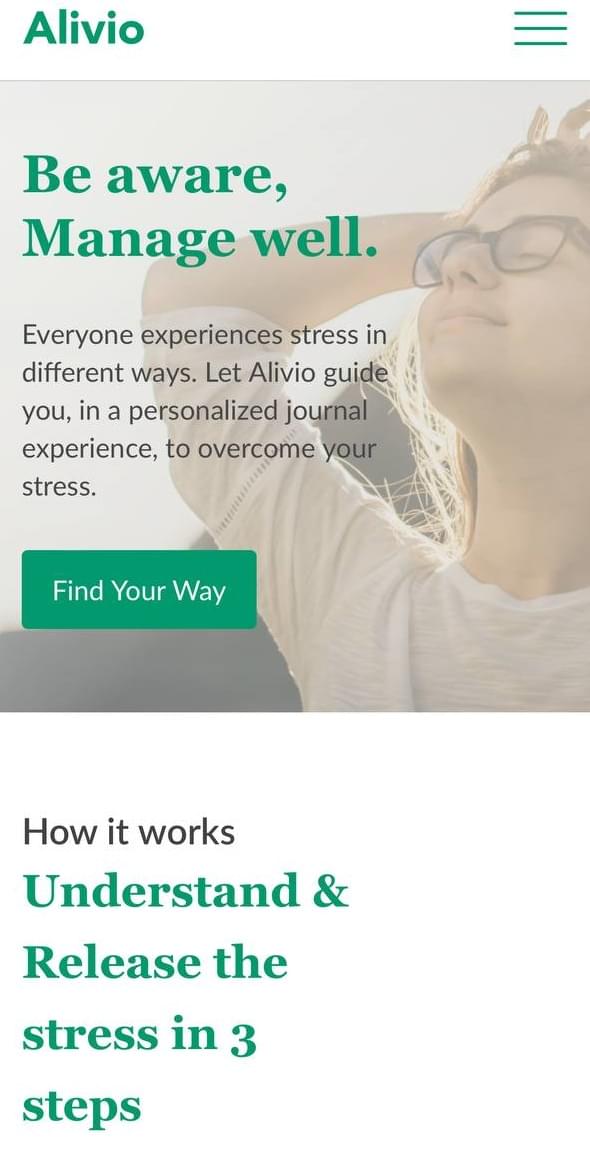 Alivio
Be aware,
Manage well.
Everyone experiences stress in
different ways. Let Alivio guide
you, in a personalized journal
experience, to overcome your
stress.
Find Your Way
How it works
Understand &
Release the
stress in 3
steps